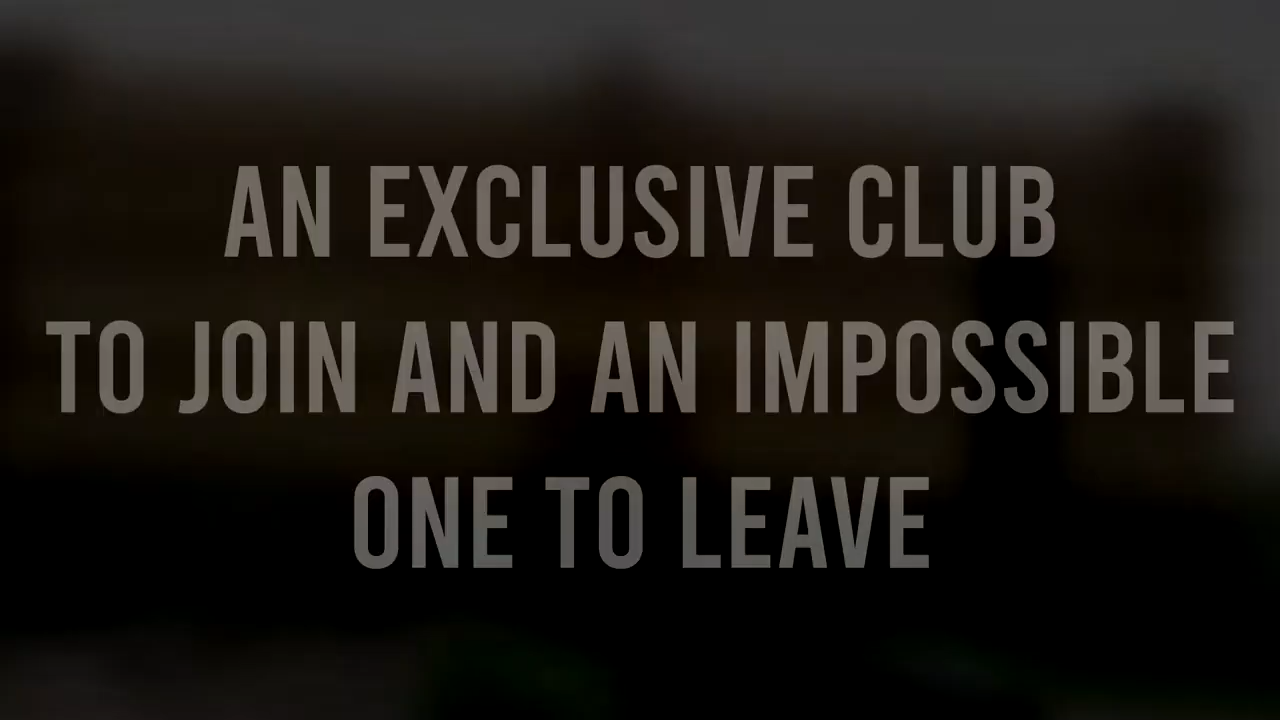 AN EXCLUSIVE CLUB
TO JOIN AND AN IMPOSSIBLE
ONE TO LEAVE